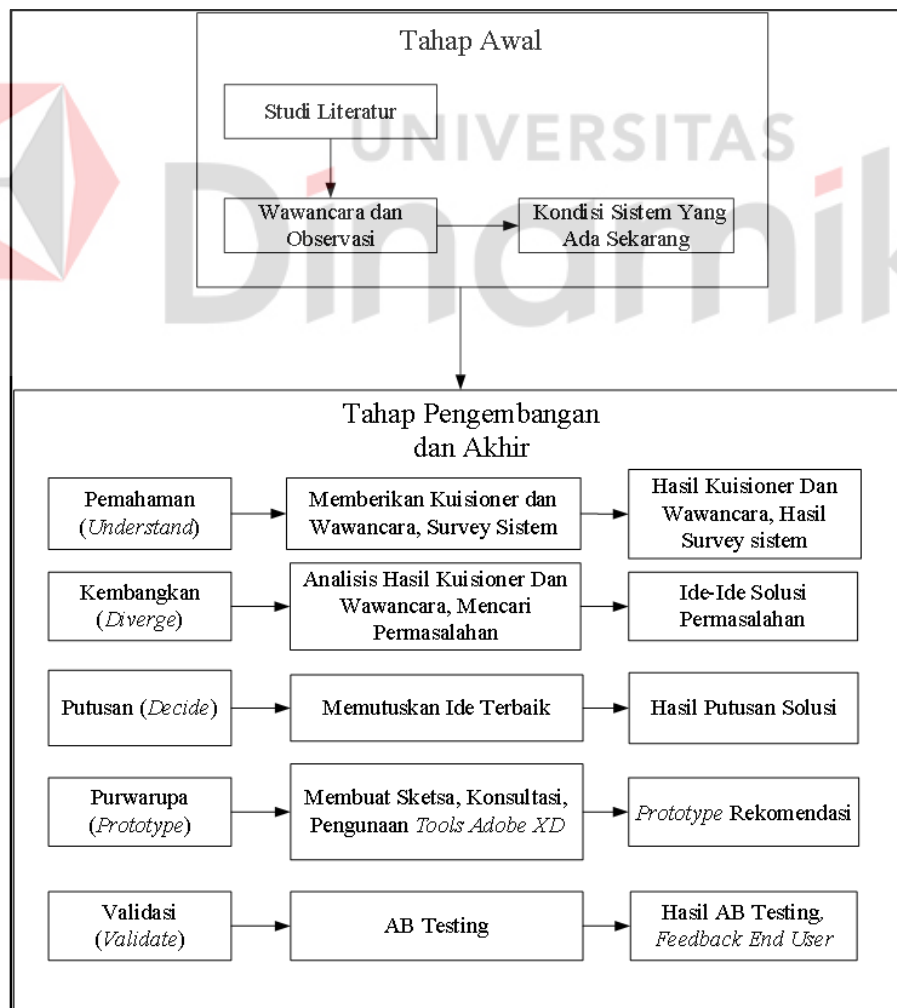 Tahap Awal
Studi Literatur
UNIVERSITAS
Dinamik
Wawancara dan
Observasi
Kondisi Sistem Yang
Ada Sekarang
Tahap Pengembangan
dan Akhir
Pemahaman
(Understand)
Memberikan Kuisioner dan
Wawancara, Survey Sistem
Hasil Kuisioner Dan
Wawancara, Hasil
Survey sistem
Kembangkan
(Diverge)
Analisis Hasil Kuisioner Dan
Wawancara, Mencari
Permasalahan
Ide-Ide Solusi
Permasalahan
Putusan (Decide)
Memutuskan Ide Terbaik
Hasil Putusan Solusi
Purwarupa
(Prototype)
Membuat Sketsa, Konsultasi,
Pengunaan Tools Adobe XD
Prototype Rekomendasi
Validasi
(Validate)
AB Testing
Hasil AB Testing,
Feedback End User